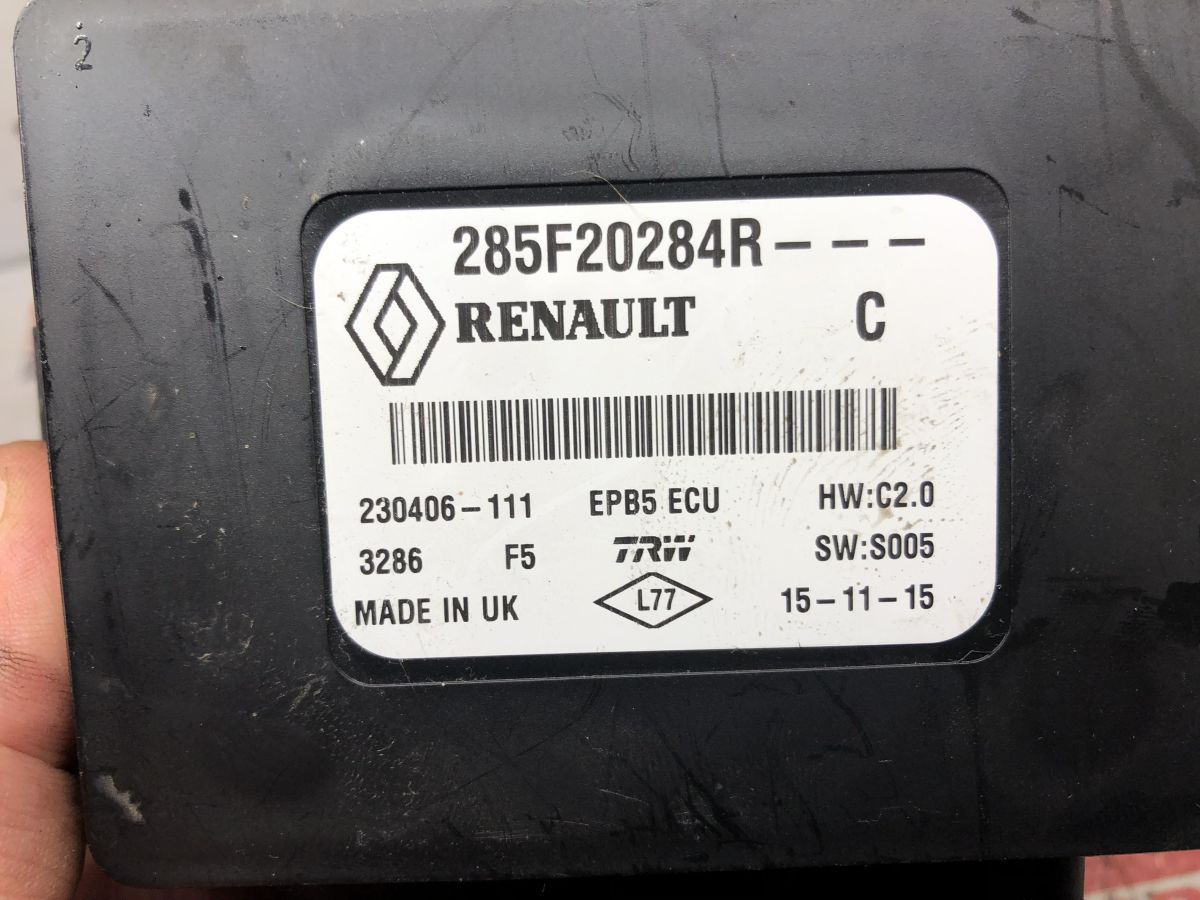 2
285F20284R---
RENAULT C
230406-111 EPB5 ECU HW:C2.0
3286 F5 TRW SW:S005
MADE IN UK L77 15-11-15